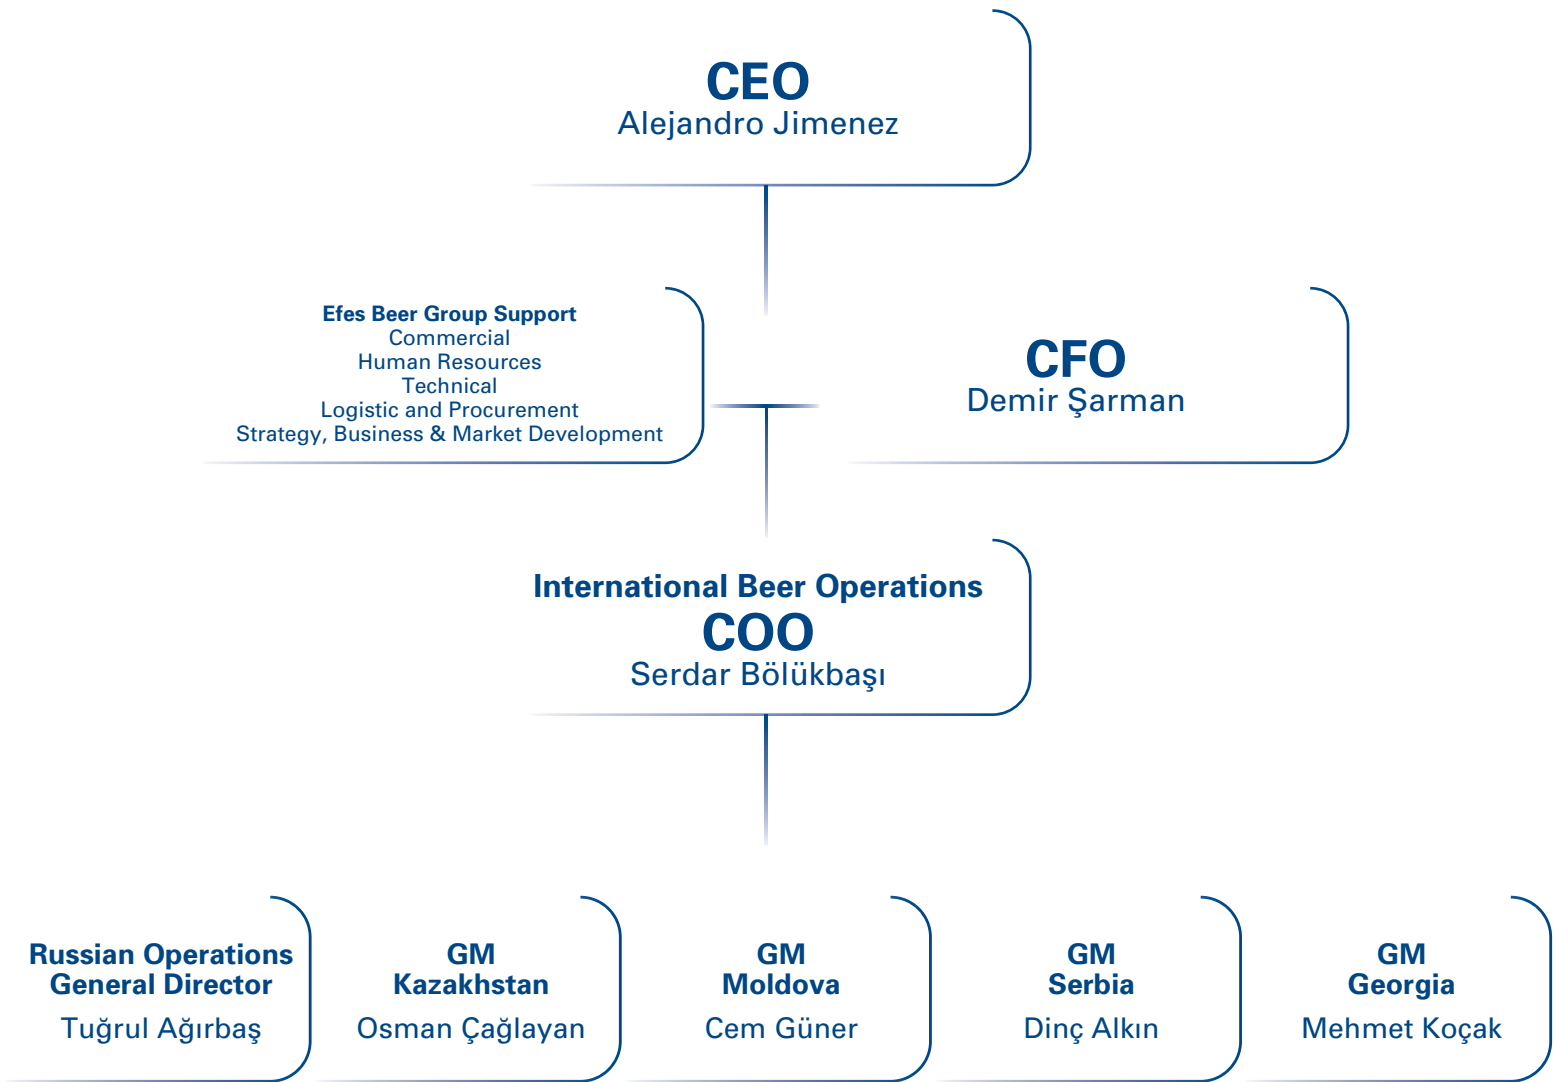 CEO
Alejandro Jimenez
Efes Beer Group Support
Commercial
Human Resources
Technical
Logistic and Procurement
Strategy, Business & Market Development
CFO
Demir Şarman
International Beer Operations
COO
Serdar Bölükbaşı
Russian Operations
General Director
Tuğrul Ağırbaş
GM
Kazakhstan
Osman Çağlayan
GM
Moldova
Cem Güner
GM
Serbia
Dinç Alkın
GM
Georgia
Mehmet Koçak